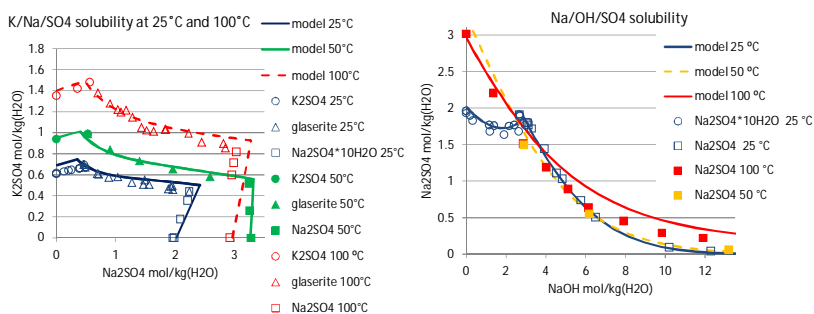 K/Na/SO4 solubility at 25°C and 100°C
K2SO4 mol/kg(H2O)
1.8
1.6
1.4
1.2
1
0.8
0.6
0.4
0.2
0
0
1
2
3
Na2SO4 mol/kg(H2O)
model 25°C
model 50°C
model 100°C
K2SO4 25°C
glaserite 25°C
Na2SO4*10H2O 25°C
K2SO4 50°C
glaserite 50°C
Na2SO4 50°C
K2SO4 100 ºC
glaserite 100°C
Na2SO4 100°C
Na/OH/SO4 solubility
Na2SO4 mol/kg(H2O)
3
2.5
2
1.5
1
0.5
0
0
2
4
6
8
10
12
NaOH mol/kg(H2O)
model 25 ºC
model 50 ºC
model 100 ºC
Na2SO4*10H2O 25 °C
Na2SO4 25 °C
Na2SO4 100 °C
Na2SO4 50 °C